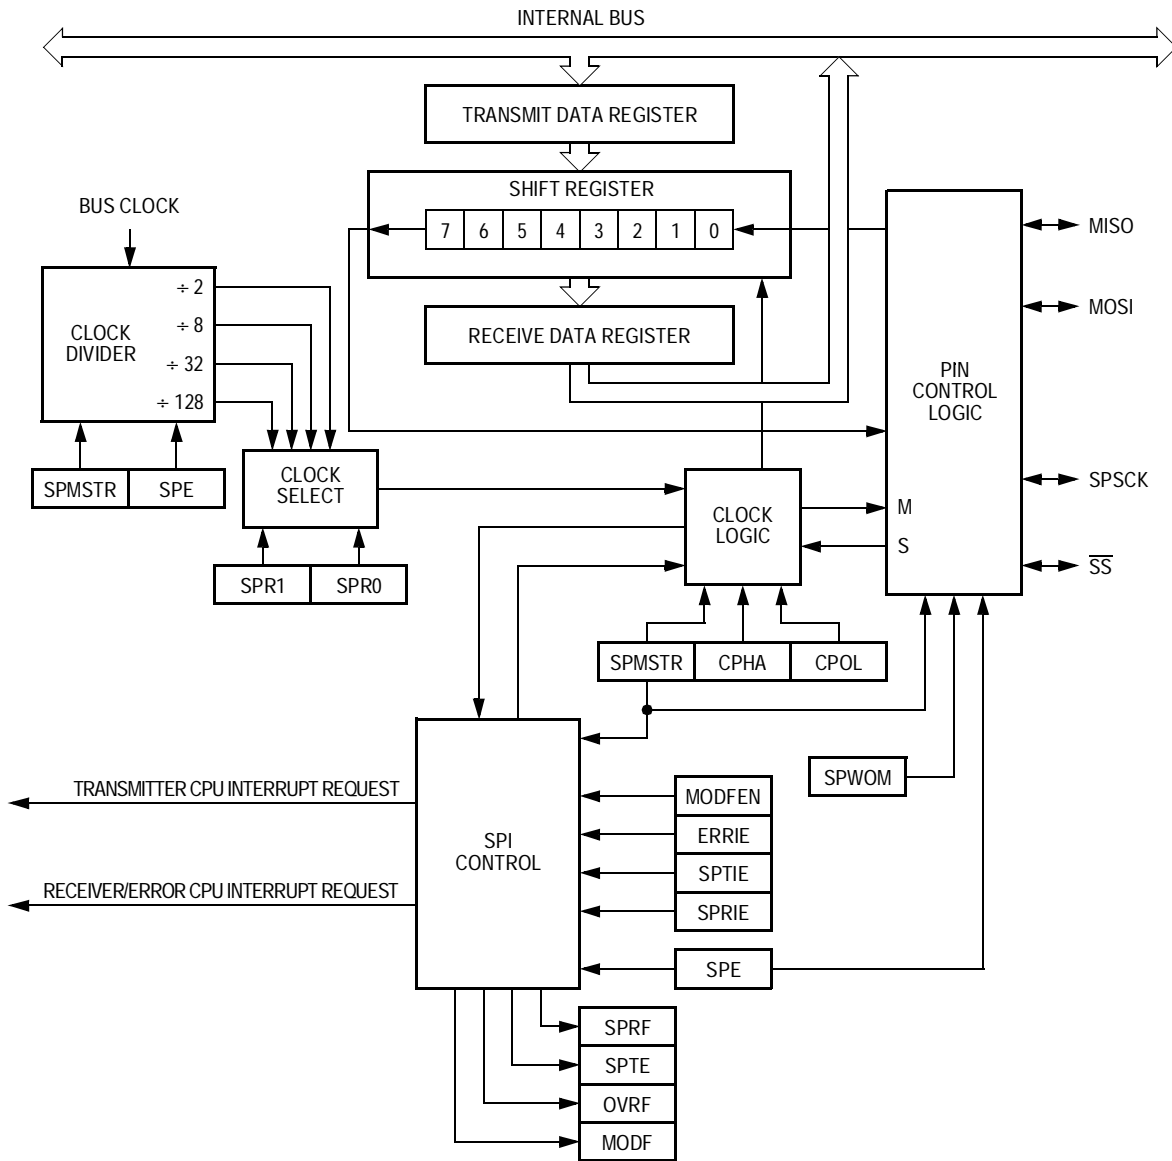 INTERNAL BUS
TRANSMIT DATA REGISTER
SHIFT REGISTER
7 6 5 4 3 2 1 0
RECEIVE DATA REGISTER
BUS CLOCK
CLOCK
DIVIDER
÷ 2
÷ 8
÷ 32
÷ 128
SPMSTR SPE
CLOCK
SELECT
SPR1 SPR0
CLOCK
LOGIC
M
S
PIN
CONTROL
LOGIC
MISO
MOSI
SPSCK
S̅S̅
SPMSTR CPHA CPOL
SPWOM
TRANSMITTER CPU INTERRUPT REQUEST
RECEIVER/ERROR CPU INTERRUPT REQUEST
SPI
CONTROL
MODFEN
ERRIE
SPTIE
SPRIE
SPE
SPRF
SPTE
OVRF
MODF